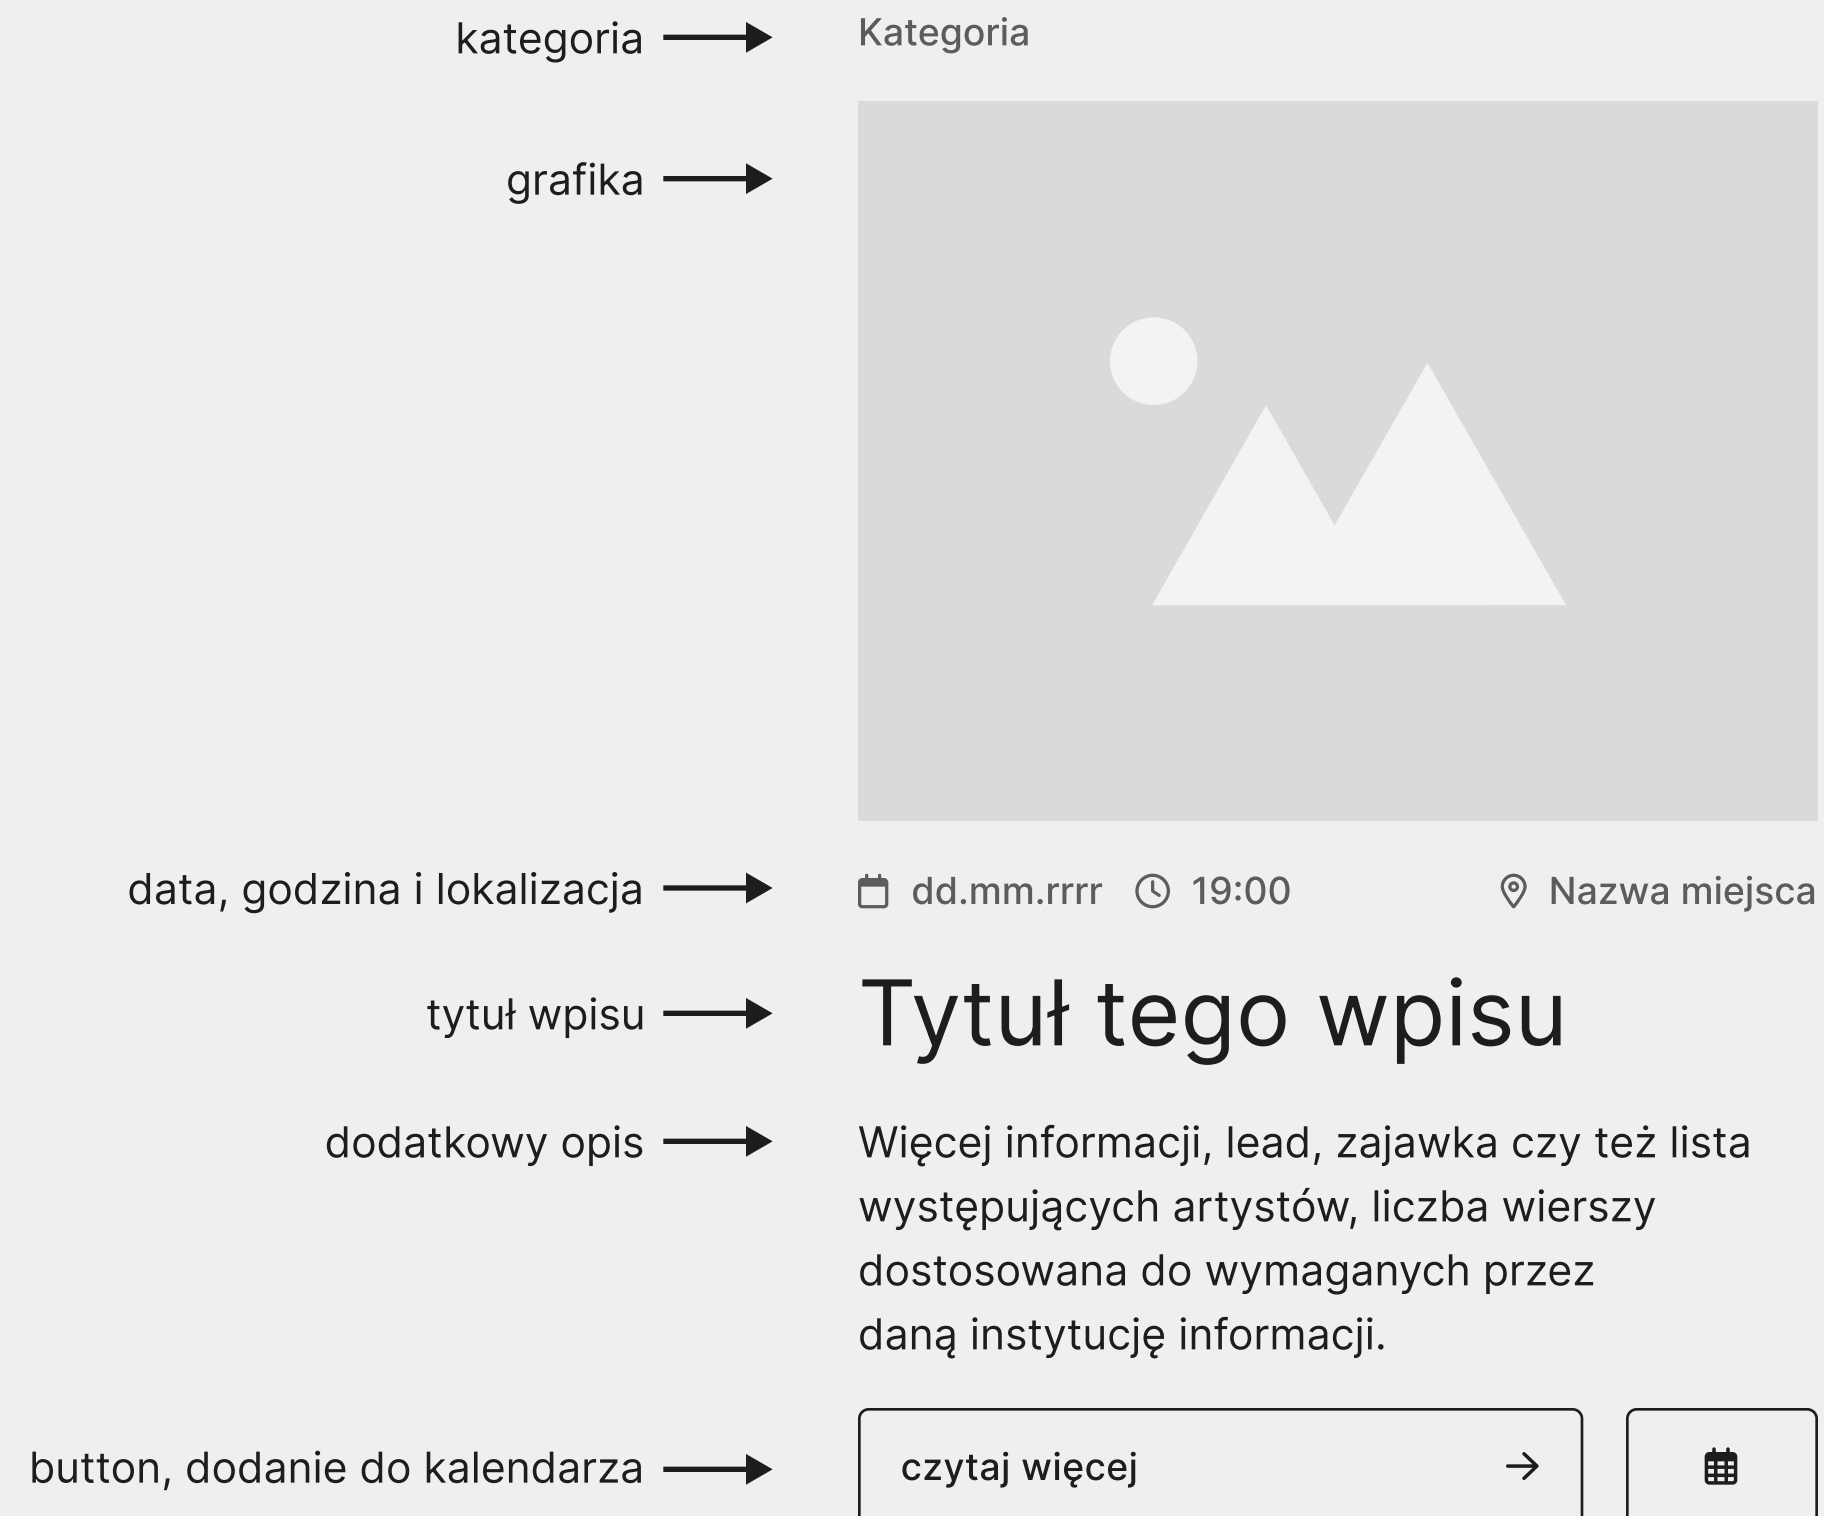 kategoria
Kategoria
grafika
data, godzina i lokalizacja
dd.mm.rrrr 19:00 Nazwa miejsca
tytuł wpisu
Tytuł tego wpisu
dodatkowy opis
Więcej informacji, lead, zajawka czy też lista
występujących artystów, liczba wierszy
dostosowana do wymaganych przez
daną instytucję informacji.
button, dodanie do kalendarza
czytaj więcej